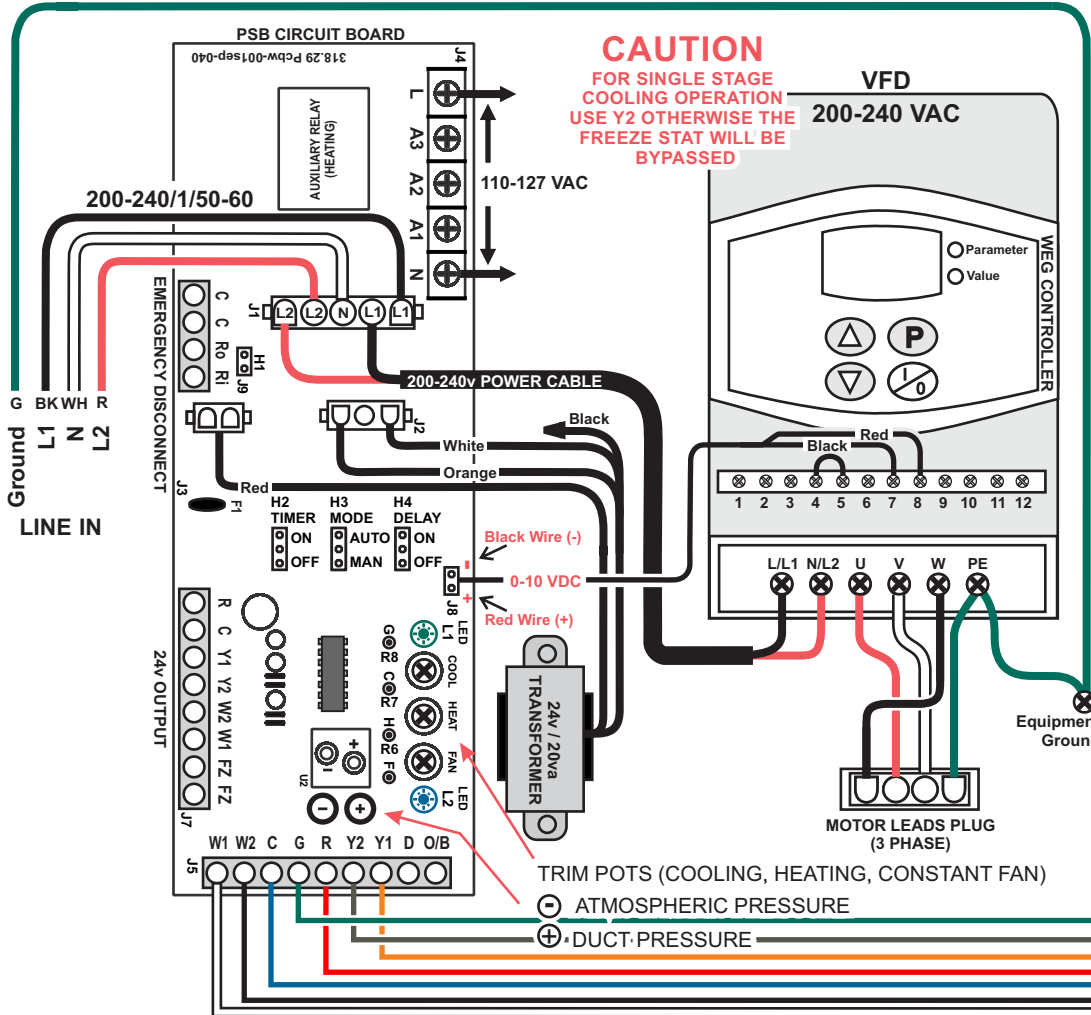 PSB CIRCUIT BOARD
318.29 Pcbw-001sep-040
J4
L
A3
A2
A1
N
AUXILIARY RELAY
(HEATING)
110-127 VAC
CAUTION
FOR SINGLE STAGE
COOLING OPERATION
USE Y2 OTHERWISE THE
FREEZE STAT WILL BE
BYPASSED
VFD
200-240 VAC
WEG CONTROLLER
Parameter
Value
P
I
0
200-240/1/50-60
J1
L2
L2
N
L1
L1
EMERGENCY DISCONNECT
C
C
Ro
Ri
H1
J9
200-240v POWER CABLE
G
BK
WH
R
Ground
L1
N
L2
LINE IN
J2
Black
White
Orange
Red
J3
F1
Red
Black
1 2 3 4 5 6 7 8 9 10 11 12
H2
TIMER
ON
OFF
H3
MODE
AUTO
MAN
H4
DELAY
ON
OFF
Black Wire (-)
-
0-10 VDC
+
Red Wire (+)
J8
L/L1 N/L2 U V W PE
24v OUTPUT
R
C
Y1
Y2
W2
W1
FZ
FZ
J7
G
R8
C
R7
H
R6
F
LED
L1
COOL
HEAT
FAN
LED
L2
U2
-
+
-
+
24v / 20va
TRANSFORMER
Equipmen
Groun
MOTOR LEADS PLUG
(3 PHASE)
J5
W1 W2 C G R Y2 Y1 D O/B
TRIM POTS (COOLING, HEATING, CONSTANT FAN)
- ATMOSPHERIC PRESSURE
+ DUCT PRESSURE